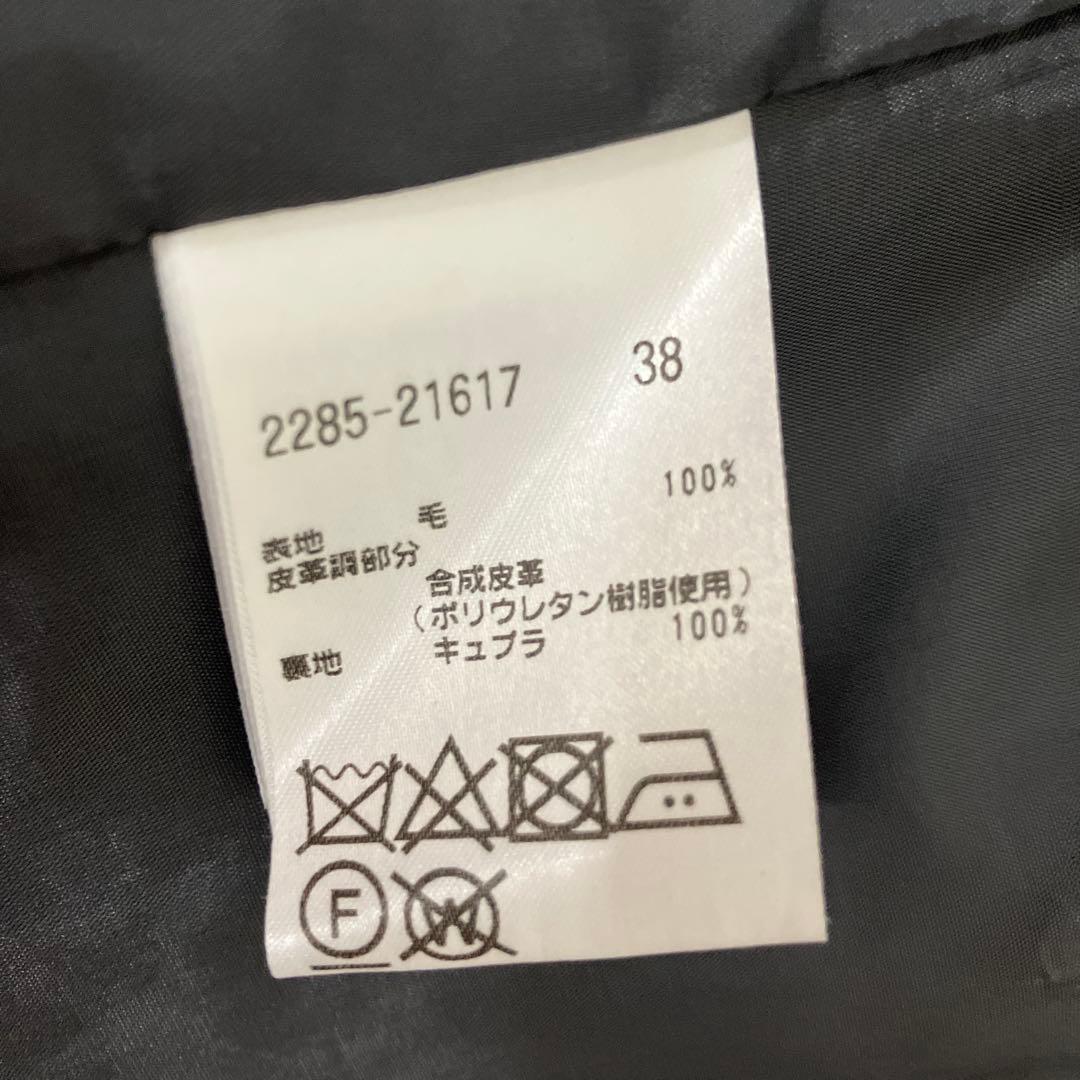 2285-21617 38
表地 毛 100%
皮革調部分
合成皮革
(ポリウレタン樹脂使用)
裏地 キュプラ 100%
F W